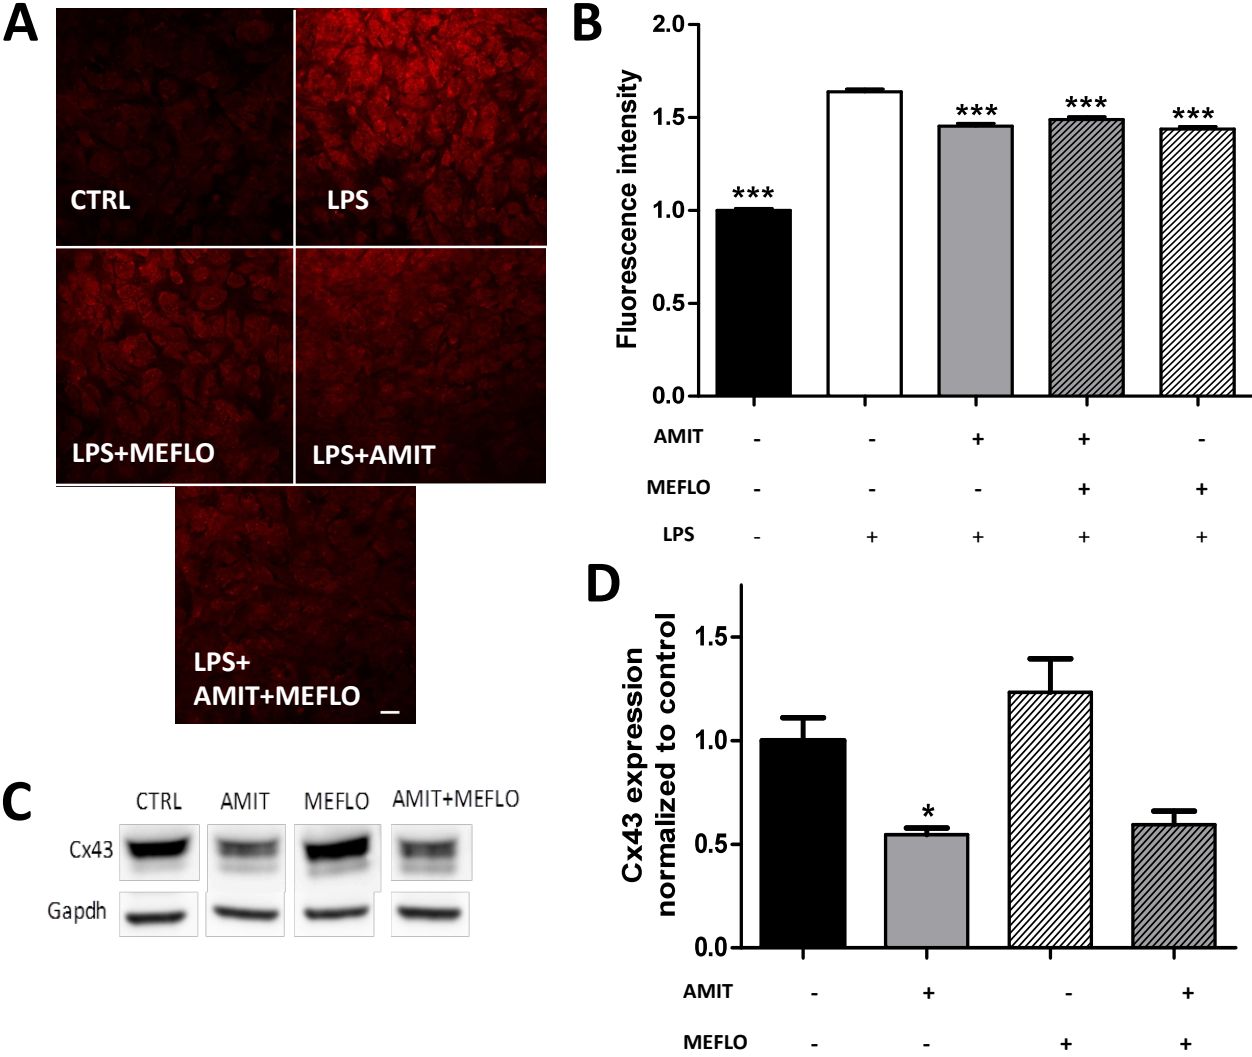 A
CTRL
LPS
LPS+MEFLO
LPS+AMIT
LPS+
AMIT+MEFLO
B
Fluorescence intensity
2.0
1.5
1.0
0.5
0.0
***
***
***
***
AMIT - - + + -
MEFLO - - - + +
LPS - + + + +
C
CTRL AMIT MEFLO AMIT+MEFLO
Cx43
Gapdh
D
Cx43 expression
normalized to control
1.5
1.0
0.5
0.0
*
AMIT - + - +
MEFLO - - + +